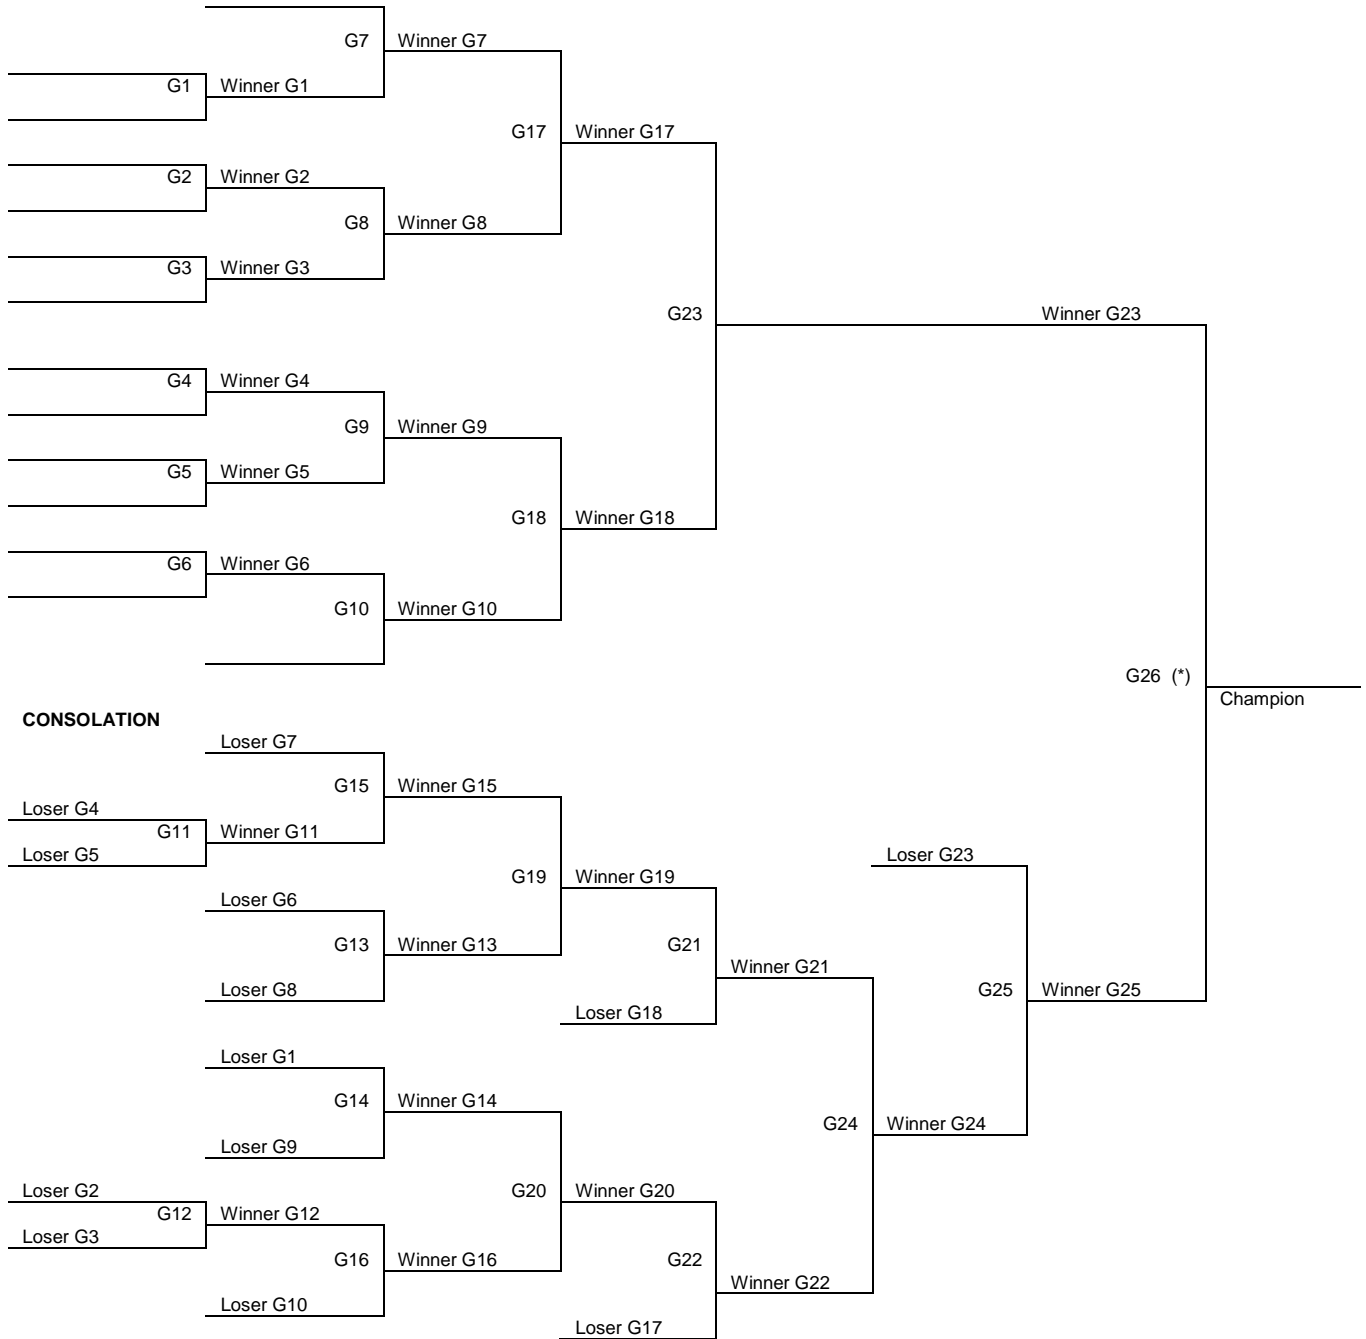 G7 Winner G7
G1 Winner G1
G17 Winner G17
G2 Winner G2
G8 Winner G8
G3 Winner G3
G23 Winner G23
G4 Winner G4
G9 Winner G9
G5 Winner G5
G18 Winner G18
G6 Winner G6
G10 Winner G10
G26 (*)
Champion
CONSOLATION
Loser G7
G15 Winner G15
Loser G4
G11 Winner G11
Loser G5
Loser G23
G19 Winner G19
Loser G6
G13 Winner G13
G21
Winner G21
Loser G8
G25 Winner G25
Loser G18
Loser G1
G14 Winner G14
G24 Winner G24
Loser G9
Loser G2
G20 Winner G20
G12 Winner G12
Loser G3
G16 Winner G16
G22
Winner G22
Loser G10
Loser G17